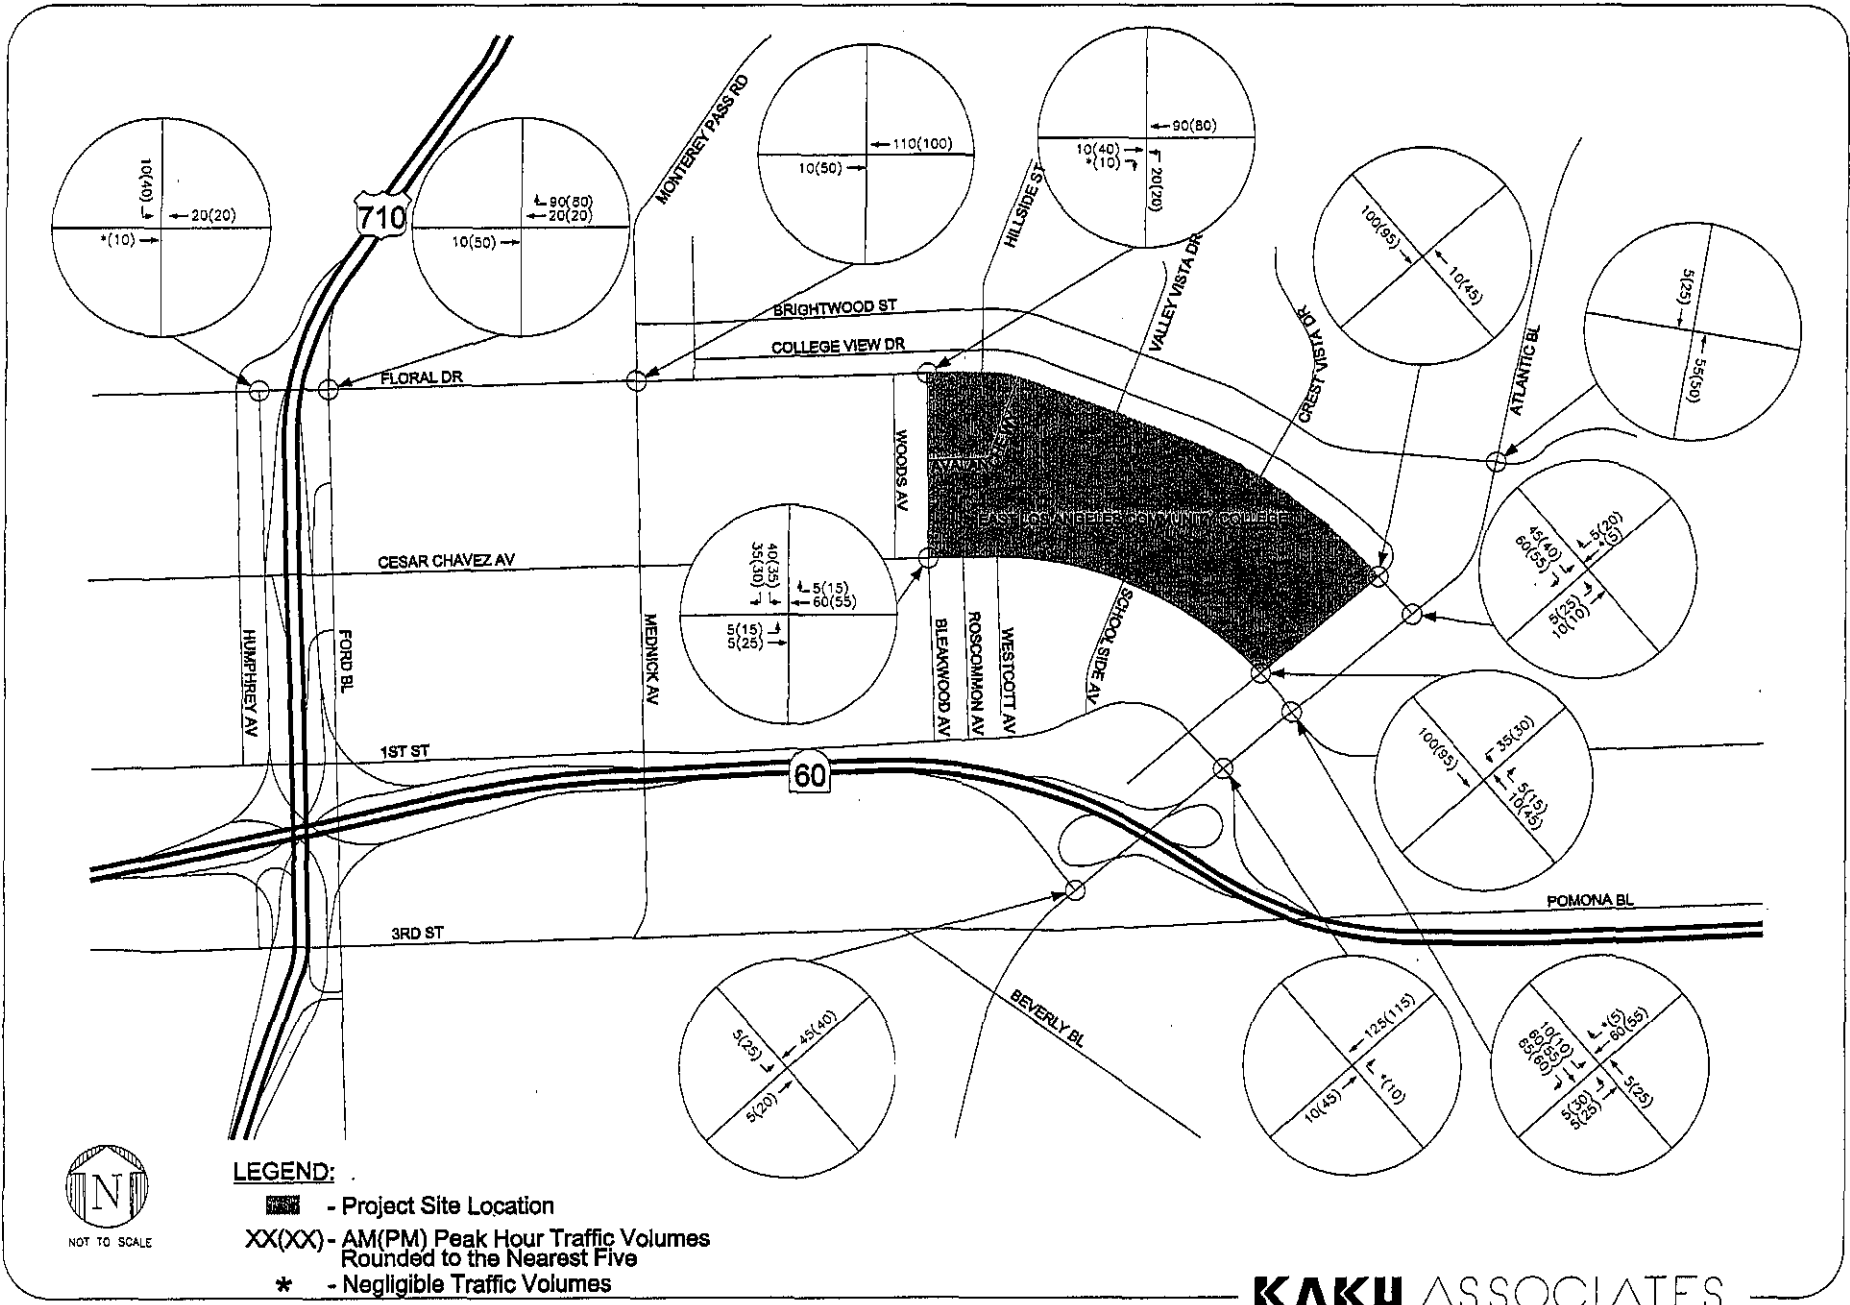 10(40)
20(20)
*(10)
710
90(80)
20(20)
10(50)
MONTEREY PASS RD
110(100)
10(50)
90(80)
10(40)
*(10)
20(20)
HILLSIDE ST
VALLEY VISTA DR
100(95)
10(45)
CREST VISTA DR
ATLANTIC BL
5(25)
55(50)
BRIGHTWOOD ST
COLLEGE VIEW DR
FLORAL DR
WOODS AV
EAST LOS ANGELES COMMUNITY COLLEGE
45(40)
60(55)
5(20)
*(5)
5(25)
10(10)
CESAR CHAVEZ AV
40(35)
35(30)
5(15)
60(55)
5(15)
5(25)
HUMPHREY AV
FORD BL
MEDNICK AV
BLEAKWOOD AV
ROSCOMMON AV
WESTCOTT AV
SCHOOL SIDE AV
100(95)
35(30)
5(15)
10(45)
1ST ST
60
POMONA BL
3RD ST
BEVERLY BL
5(25)
45(40)
5(20)
125(115)
*(10)
10(45)
*(5)
60(55)
10(10)
60(55)
65(60)
5(25)
5(30)
5(25)
N
NOT TO SCALE
LEGEND:
- Project Site Location
XX(XX) - AM(PM) Peak Hour Traffic Volumes
Rounded to the Nearest Five
* - Negligible Traffic Volumes
KAKU ASSOCIATES